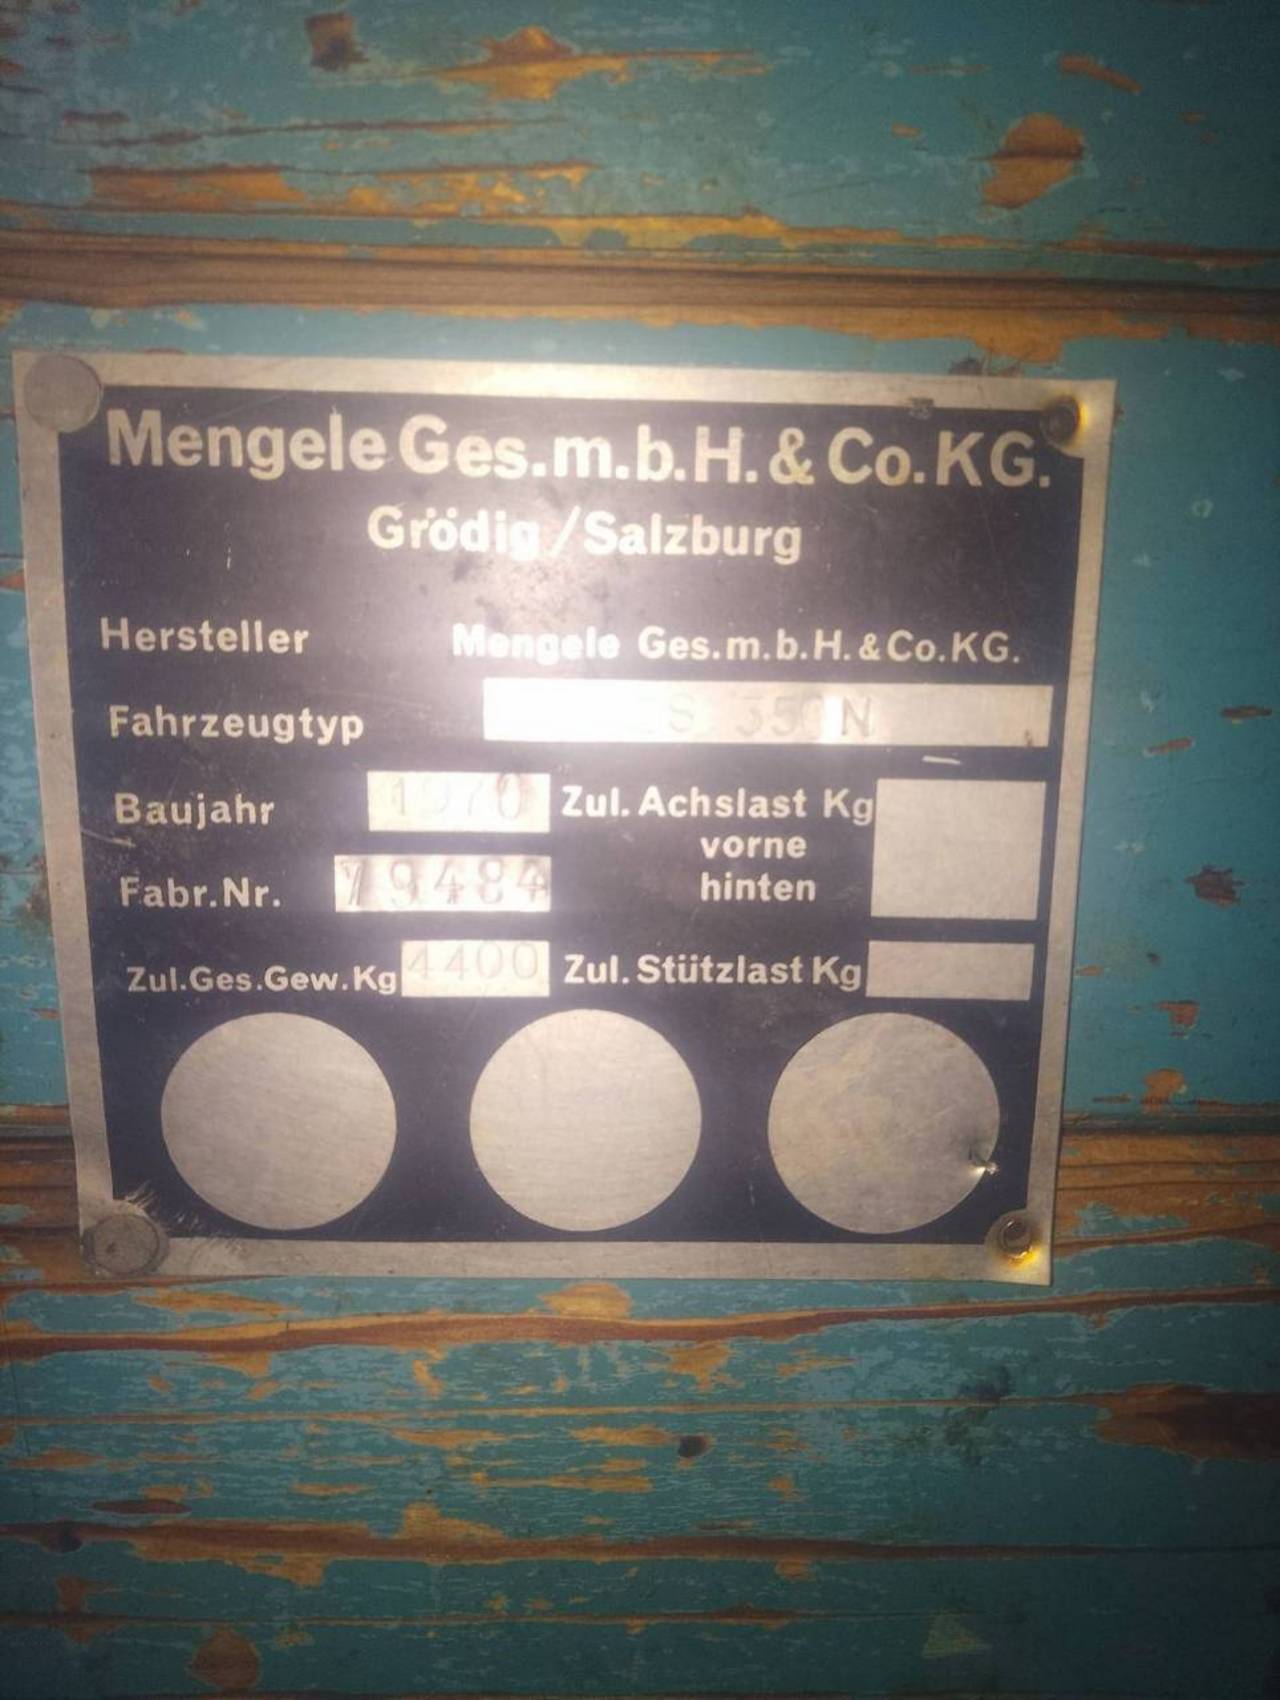 Mengele Ges.m.b.H. & Co. KG.
Grödig/Salzburg
Hersteller Mengele Ges.m.b.H. & Co. KG.
Fahrzeugtyp S 350 N
Baujahr 1970 Zul. Achslast Kg
vorne
hinten
Fabr.Nr. 79484
Zul.Ges.Gew.Kg 4400 Zul. Stützlast Kg